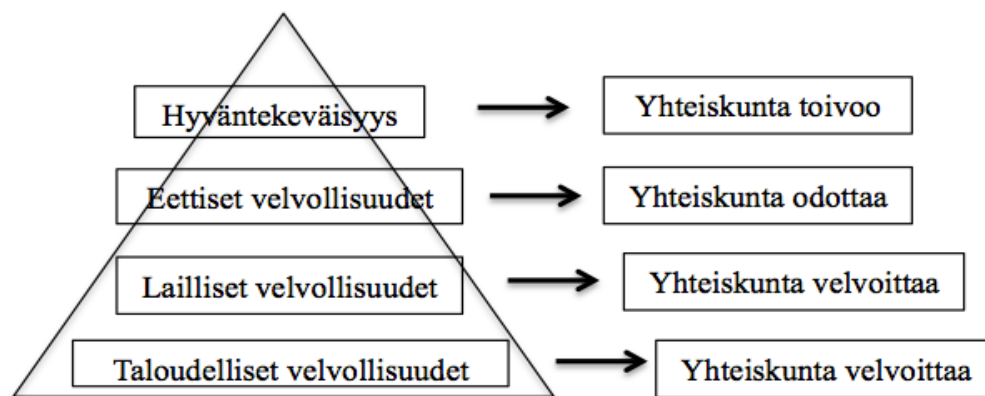 Hyväntekeväisyys
Yhteiskunta toivoo
Eettiset velvollisuudet
Yhteiskunta odottaa
Lailliset velvollisuudet
Yhteiskunta velvoittaa
Taloudelliset velvollisuudet
Yhteiskunta velvoittaa